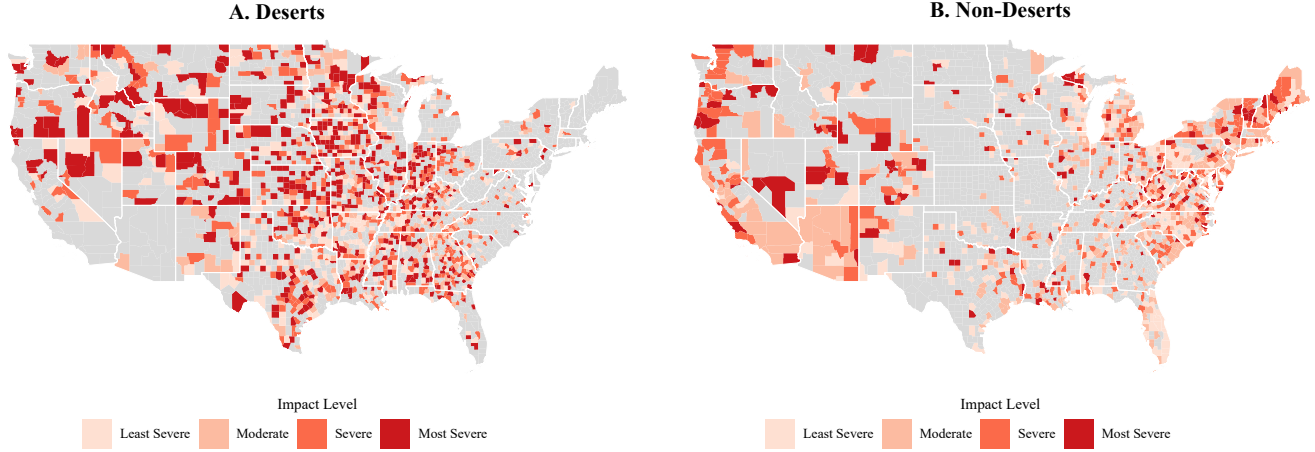 A. Deserts
B. Non-Deserts
Impact Level
Least Severe Moderate Severe Most Severe
Impact Level
Least Severe Moderate Severe Most Severe